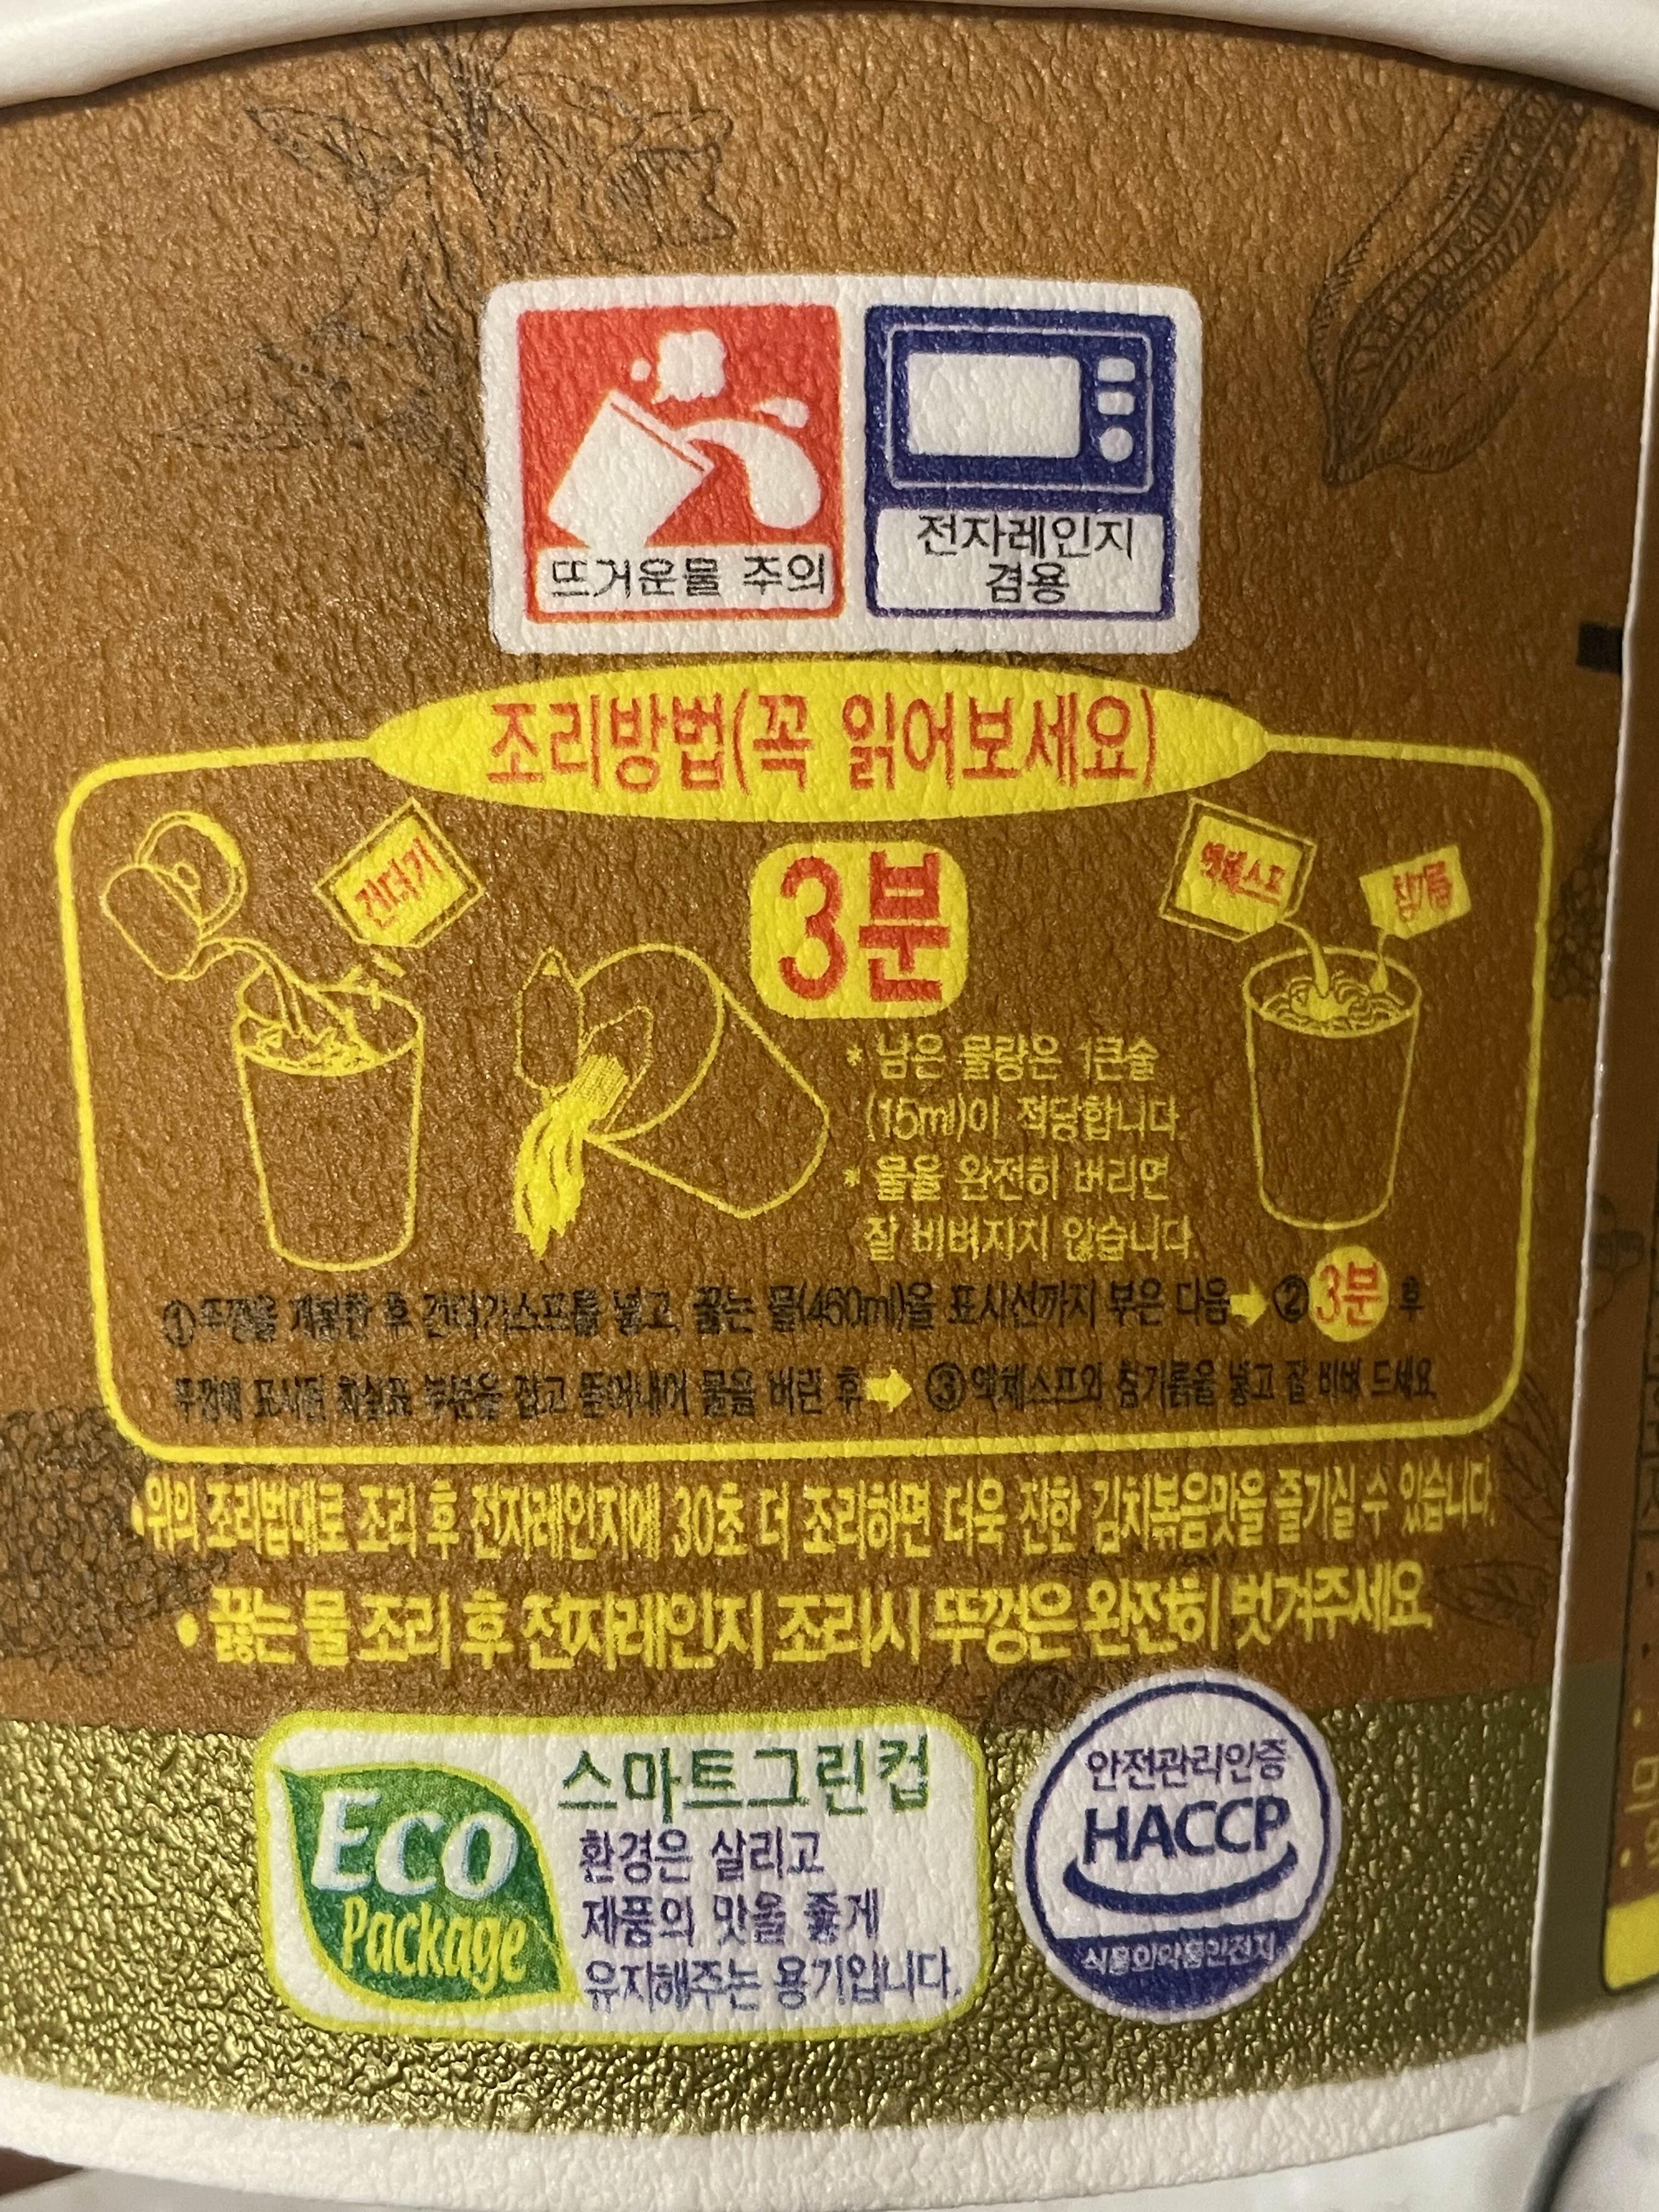 뜨거운물 주의
전자레인지
겸용
조리방법(꼭 읽어보세요)
건더기
3분
액체스프
참기름
* 남은 물량은 1큰술
(15ml)이 적당합니다.
* 물을 완전히 버리면
잘 비벼지지 않습니다.
①뚜껑을 개봉한 후 건더기스프를 넣고, 끓는 물(460ml)을 표시선까지 부은 다음➡②3분 후
뚜껑에 표시된 화살표 부분을 잡고 뜯어내어 물을 버린 후➡③액체스프와 참기름을 넣고 잘 비벼 드세요.
•위의 조리법대로 조리 후 전자레인지에 30초 더 조리하면 더욱 진한 김치볶음맛을 즐기실 수 있습니다.
• 끓는 물 조리 후 전자레인지 조리시 뚜껑은 완전히 벗겨주세요.
Eco
Package
스마트그린컵
환경은 살리고
제품의 맛을 좋게
유지해주는 용기입니다.
안전관리인증
HACCP
식품의약품안전처